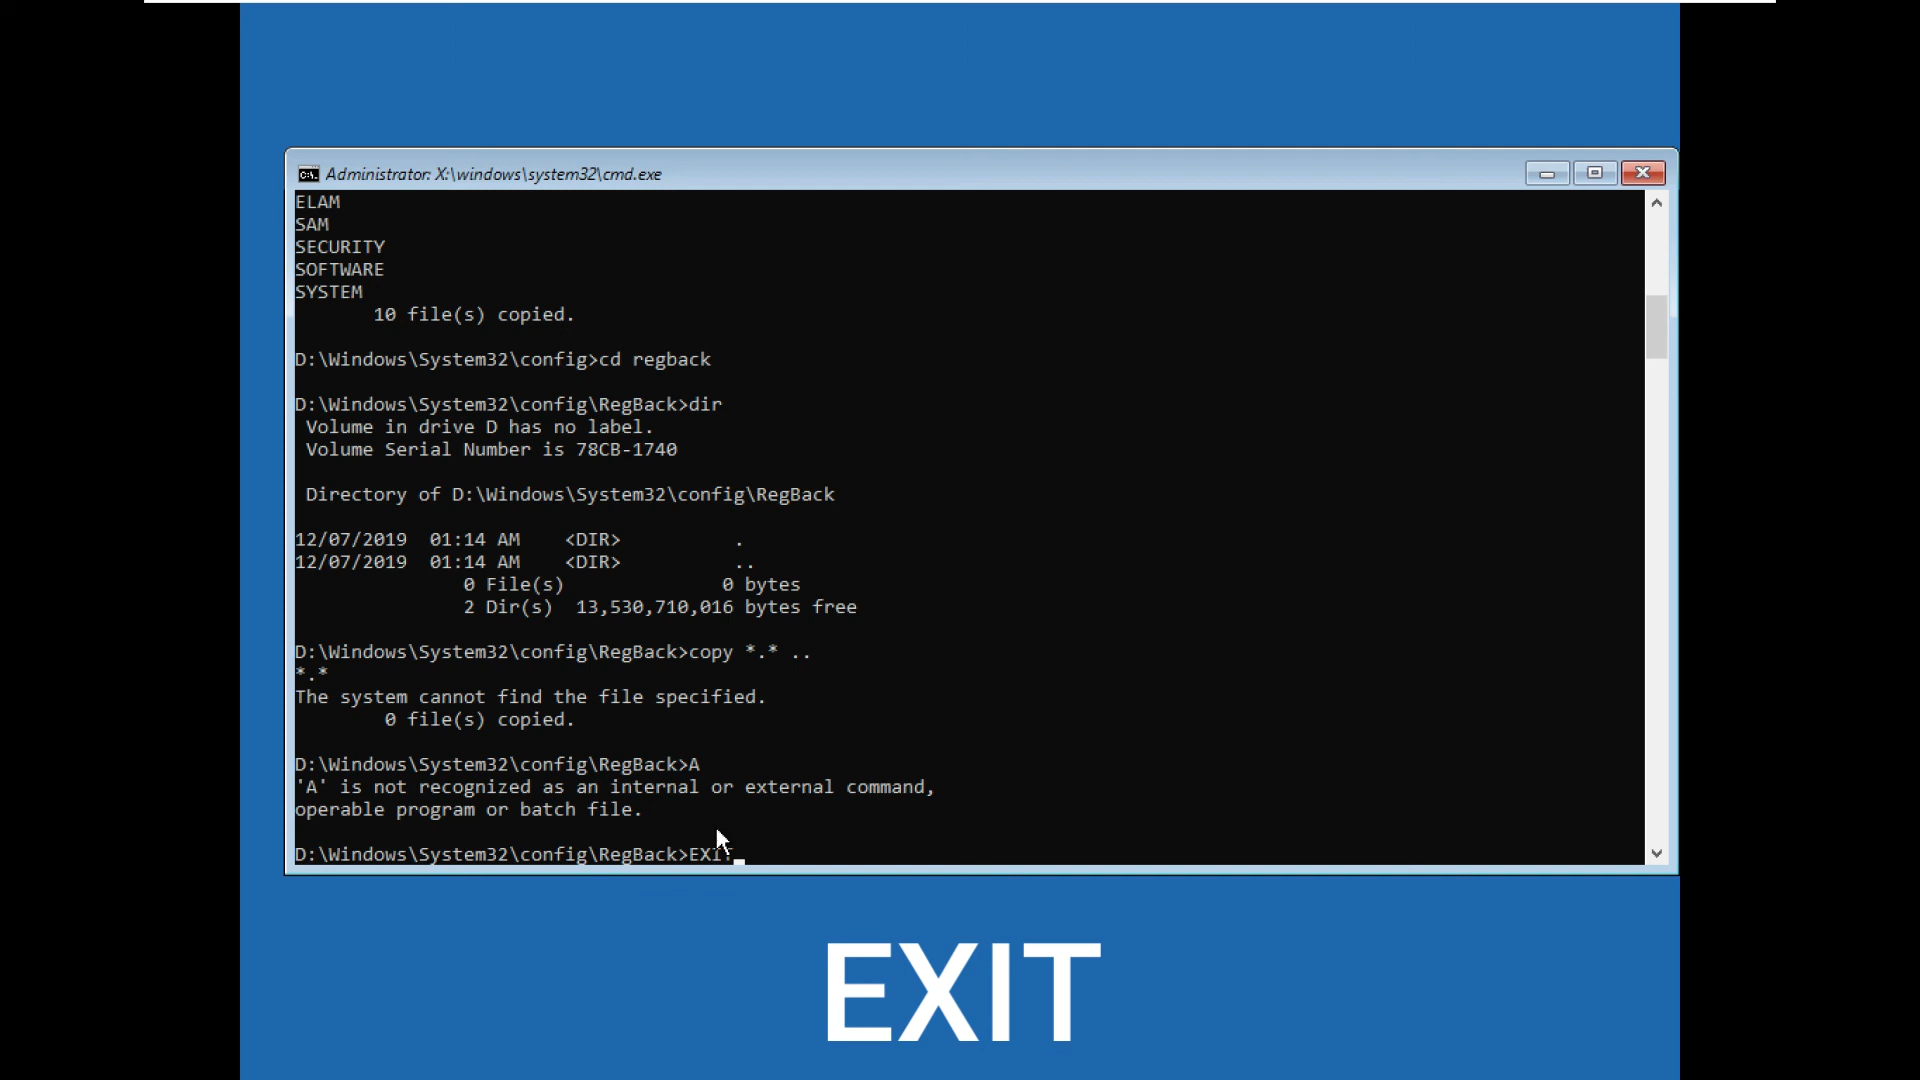 Administrator: X:\windows\system32\cmd.exe
ELAM
SAM
SECURITY
SOFTWARE
SYSTEM
10 file(s) copied.
D:\Windows\System32\config>cd regback
D:\Windows\System32\config\RegBack>dir
Volume in drive D has no label.
Volume Serial Number is 78CB-1740
Directory of D:\Windows\System32\config\RegBack
12/07/2019 01:14 AM <DIR> .
12/07/2019 01:14 AM <DIR> ..
0 File(s) 0 bytes
2 Dir(s) 13,530,710,016 bytes free
D:\Windows\System32\config\RegBack>copy *.* ..
*.*
The system cannot find the file specified.
0 file(s) copied.
D:\Windows\System32\config\RegBack>A
'A' is not recognized as an internal or external command,
operable program or batch file.
D:\Windows\System32\config\RegBack>EXIT
EXIT